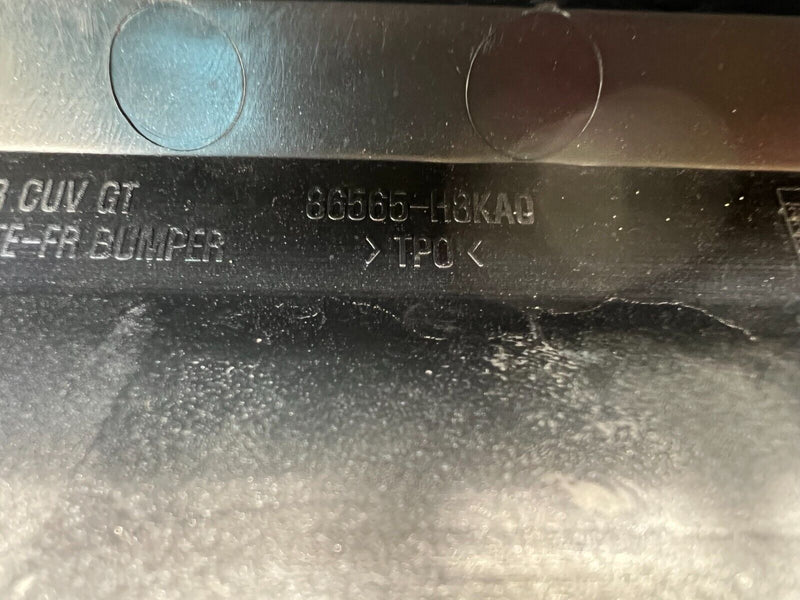 CUV GT
86565-H8KA0
FR BUMPER
>TPO<